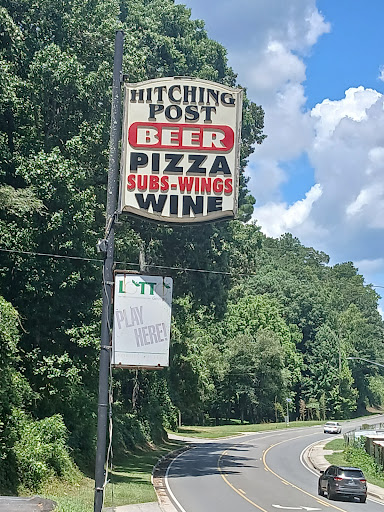 HITCHING
POST
BEER
PIZZA
SUBS-WINGS
WINE
LOTT
PLAY
HERE!